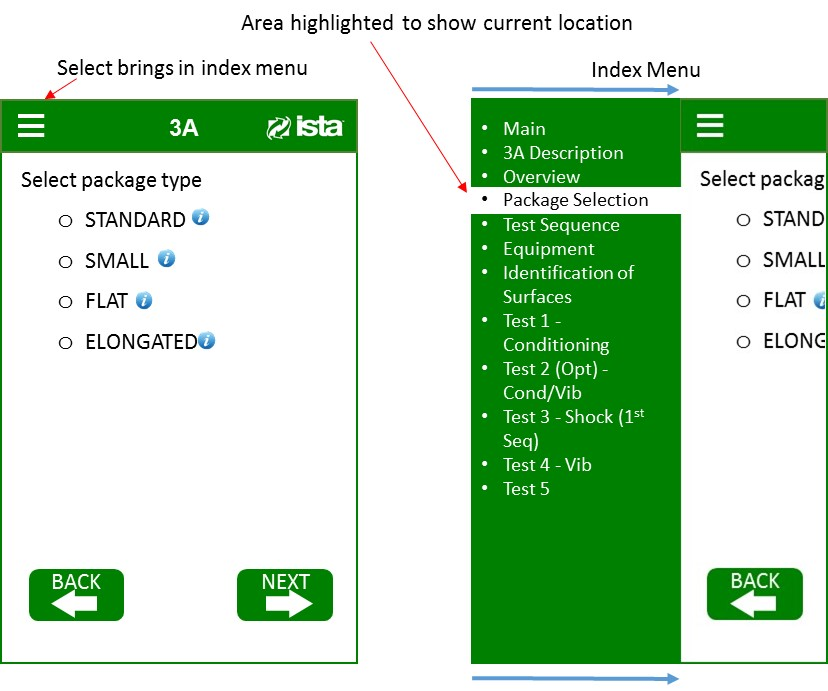 Area highlighted to show current location
Select brings in index menu
Index Menu
3A
ista
Select package type
○ STANDARD i
○ SMALL i
○ FLAT i
○ ELONGATED i
BACK
NEXT
• Main
• 3A Description
• Overview
• Package Selection
• Test Sequence
• Equipment
• Identification of
Surfaces
• Test 1 -
Conditioning
• Test 2 (Opt) -
Cond/Vib
• Test 3 - Shock (1st
Seq)
• Test 4 - Vib
• Test 5
Select packag
○ STAND
○ SMALL
○ FLAT i
○ ELONG
BACK